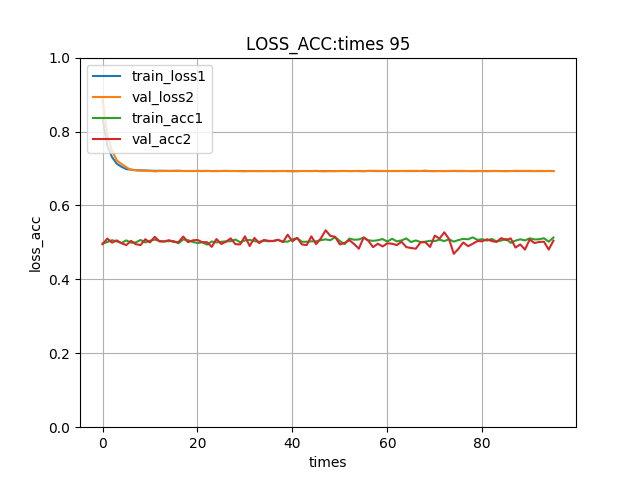 LOSS_ACC:times 95
1.0
0.8
0.6
0.4
0.2
0.0
loss_acc
train_loss1
val_loss2
train_acc1
val_acc2
0 20 40 60 80
times